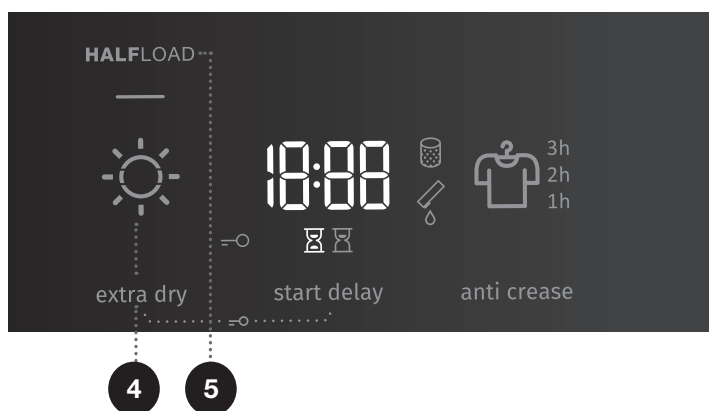 HALFLOAD
18:88
3h
2h
1h
extra dry
start delay
anti crease
4
5